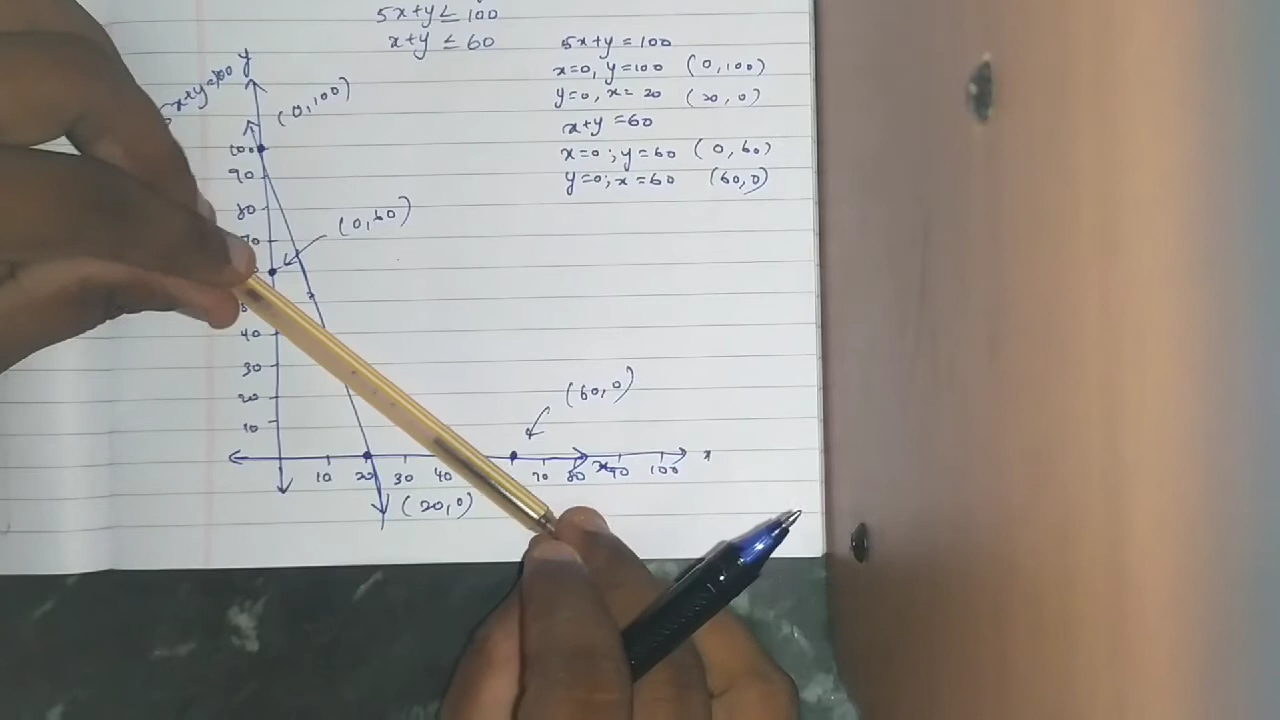 5x+y ≤ 100
x+y ≤ 60
5x+y = 100
x=0, y=100 (0,100)
y=0, x= 20 (20, 0)
x+y =60
x=0 ; y=60 ( 0, 60)
y=0; x =60 (60,0)
y
(0,100)
100
90
80
70
(0,60)
40
30
20
10
(60,0)
10 20 30 40 70 80 90 100 x
(20,0)